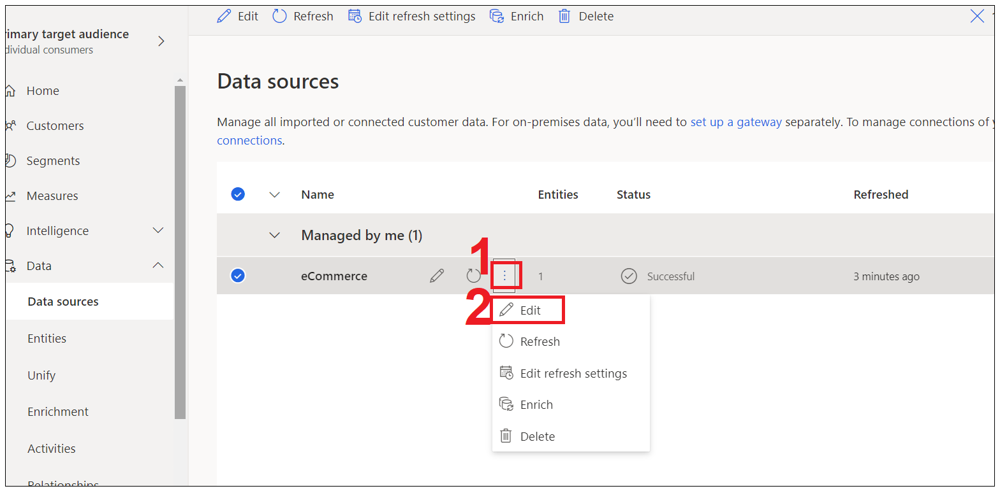 Edit Refresh Edit refresh settings Enrich Delete
rimary target audience
dividual consumers
Home
Customers
Segments
Measures
Intelligence
Data
Data sources
Entities
Unify
Enrichment
Activities
Relationships
Data sources
Manage all imported or connected customer data. For on-premises data, you'll need to set up a gateway separately. To manage connections of
connections.
Name Entities Status Refreshed
Managed by me (1)
1
eCommerce 1 Successful 3 minutes ago
2
Edit
Refresh
Edit refresh settings
Enrich
Delete